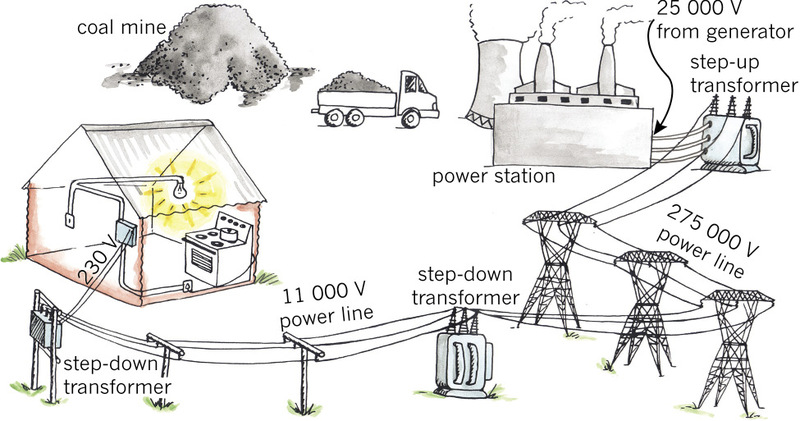 coal mine
25 000 V
from generator
step-up
transformer
power station
275 000 V
power line
step-down
transformer
11 000 V
power line
230 V
step-down
transformer